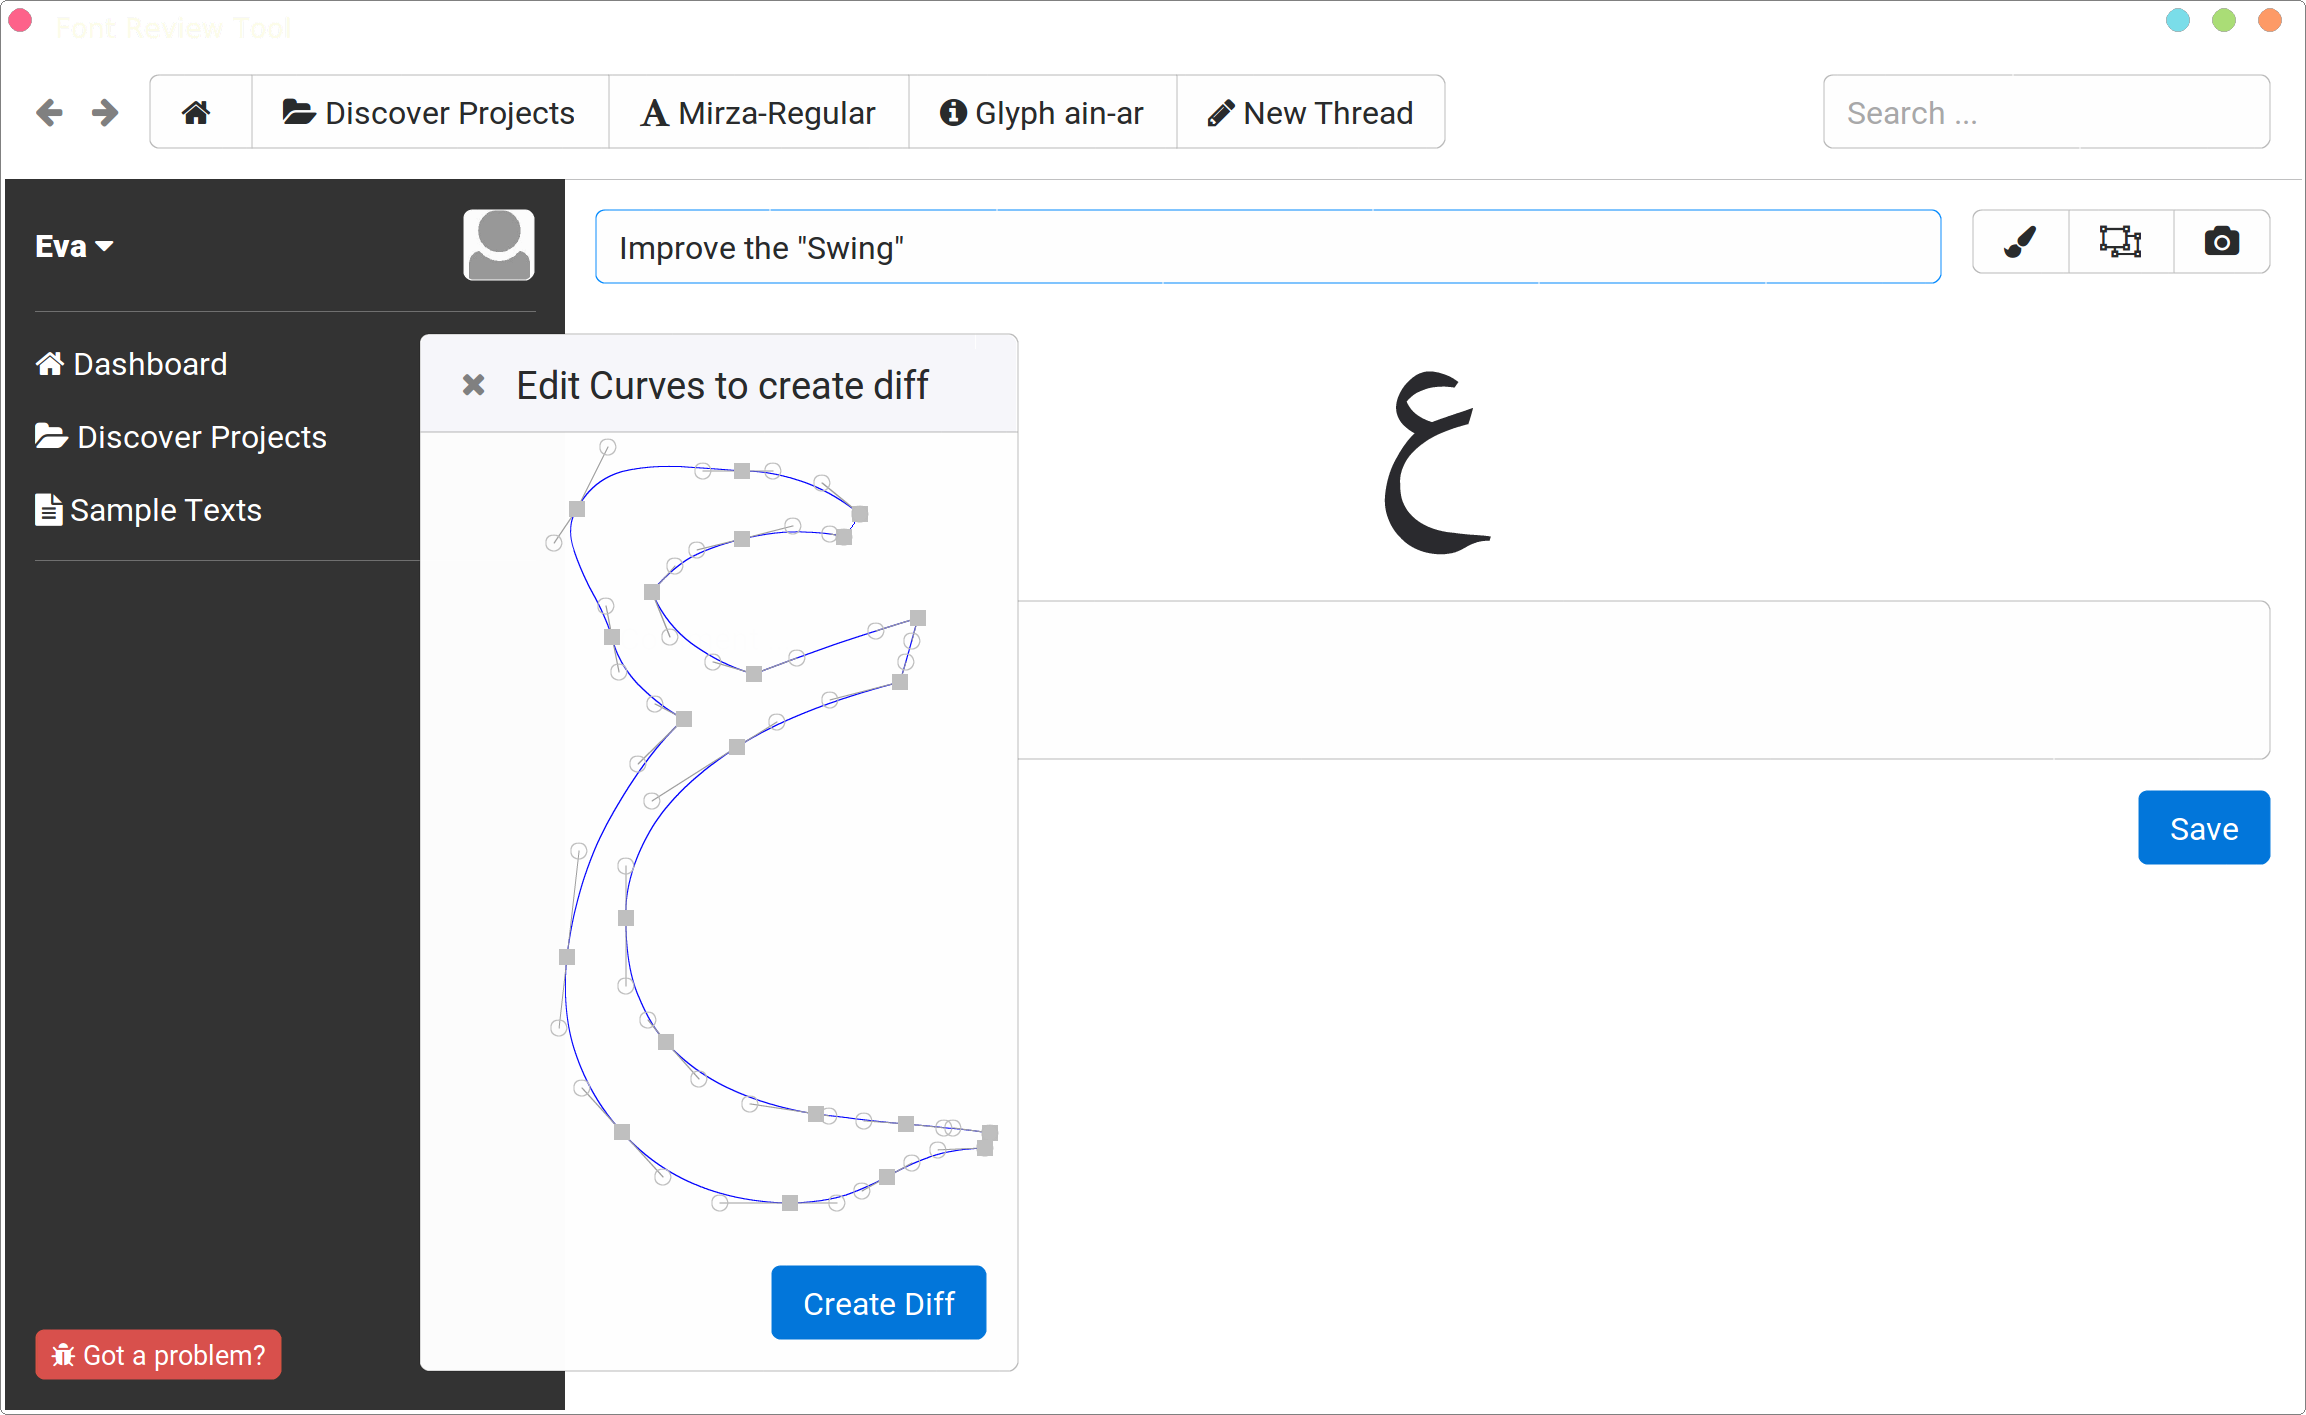 Font Review Tool
Discover Projects
Mirza-Regular
Glyph ain-ar
New Thread
Search ...
Eva
Improve the "Swing"
Dashboard
Discover Projects
Sample Texts
Edit Curves to create diff
ع
Save
Create Diff
Got a problem?